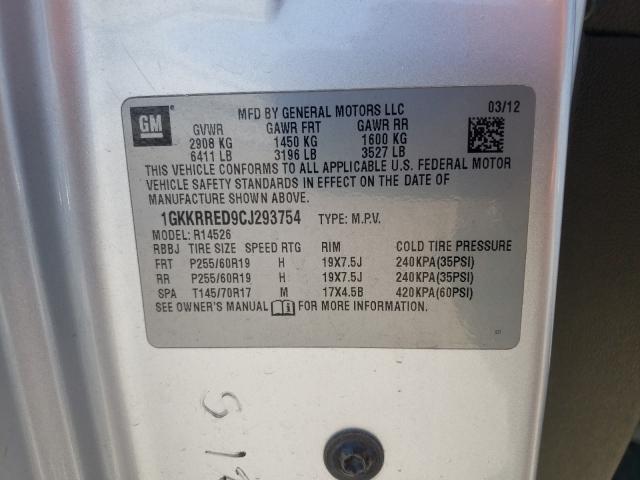 GM
MFD BY GENERAL MOTORS LLC 03/12
GVWR GAWR FRT GAWR RR
2908 KG 1450 KG 1600 KG
6411 LB 3196 LB 3527 LB
THIS VEHICLE CONFORMS TO ALL APPLICABLE U.S. FEDERAL MOTOR
VEHICLE SAFETY STANDARDS IN EFFECT ON THE DATE OF
MANUFACTURE SHOWN ABOVE.
1GKKRRED9CJ293754 TYPE: M.P.V.
MODEL: R14526
RBBJ TIRE SIZE SPEED RTG RIM COLD TIRE PRESSURE
FRT P255/60R19 H 19X7.5J 240KPA(35PSI)
RR P255/60R19 H 19X7.5J 240KPA(35PSI)
SPA T145/70R17 M 17X4.5B 420KPA(60PSI)
SEE OWNER'S MANUAL FOR MORE INFORMATION.